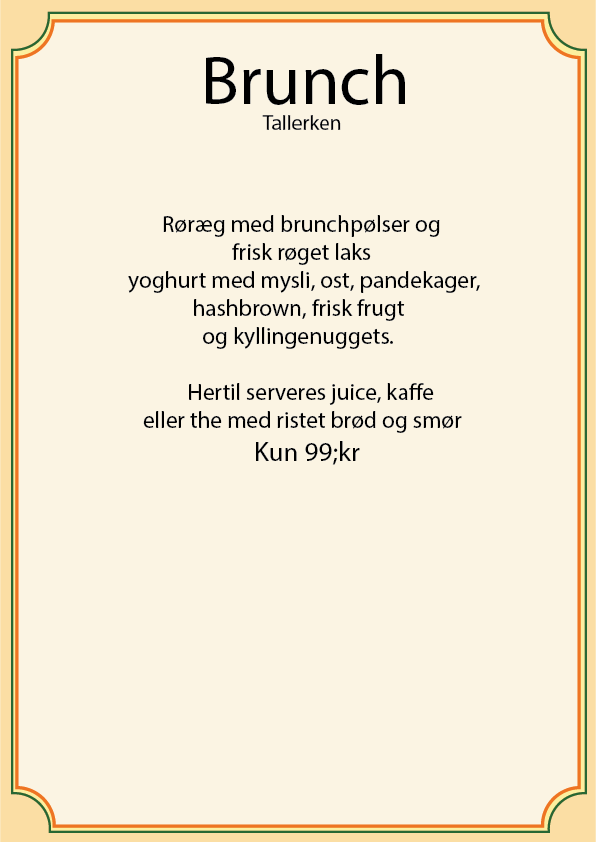 Brunch
Tallerken
Røræg med brunchpølser og
frisk røget laks
yoghurt med mysli, ost, pandekager,
hashbrown, frisk frugt
og kyllingenuggets.
Hertil serveres juice, kaffe
eller the med ristet brød og smør
Kun 99;kr